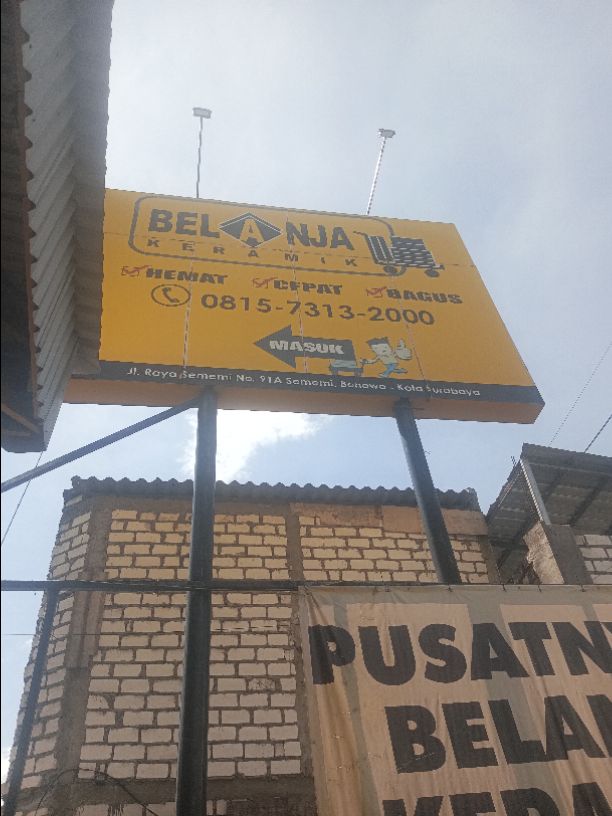 BELANJA
KERAMIK
HEMAT CEPAT BAGUS
0815-7313-2000
MASUK
Jl. Raya Sememi No. 91A Sememi, Benowo - Kota Surabaya
PUSATN
BELAN
KERA